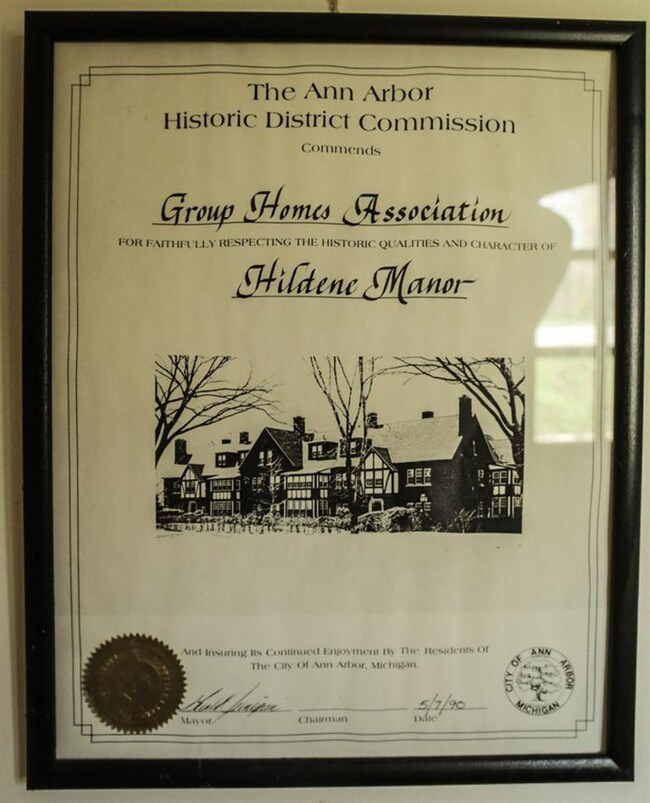 The Ann Arbor
Historic District Commission
Commends
Group Homes Association
FOR FAITHFULLY RESPECTING THE HISTORIC QUALITIES AND CHARACTER OF
Hildene Manor
And Insuring Its Continued Enjoyment By The Residents Of
The City Of Ann Arbor, Michigan.
5/7/90
Mayor Chairman Date
CITY OF ANN ARBOR
MICHIGAN